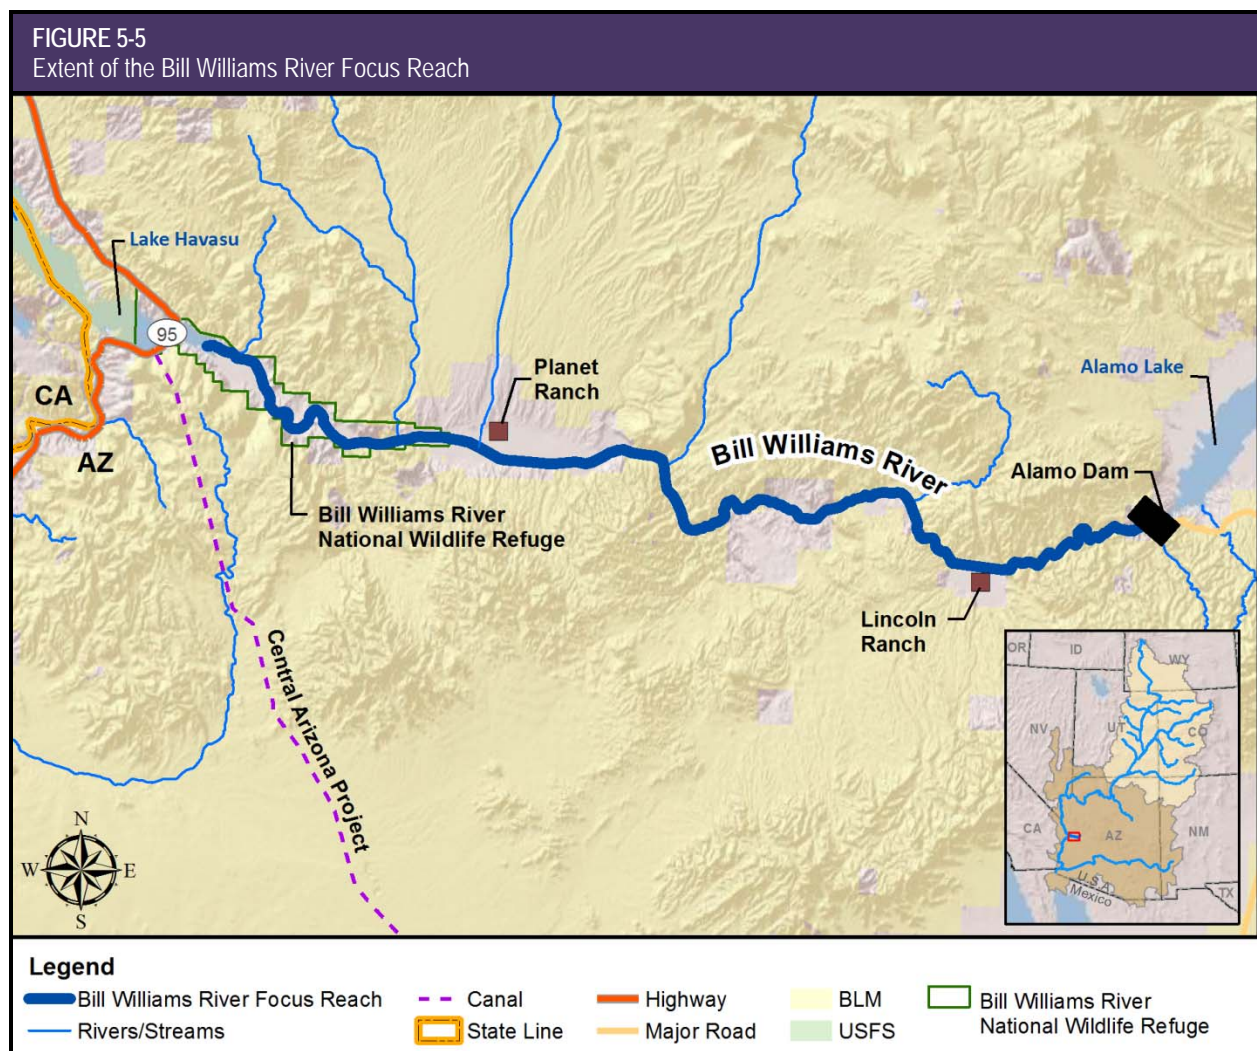 FIGURE 5-5
Extent of the Bill Williams River Focus Reach
Lake Havasu
95
CA
AZ
Planet
Ranch
Bill Williams River
Alamo Lake
Alamo Dam
Bill Williams River
National Wildlife Refuge
Lincoln
Ranch
Central Arizona Project
N
W
E
S
OR
ID
WY
NV
UT
CO
CA
AZ
NM
U.S.A
Mexico
TX
Legend
Bill Williams River Focus Reach
Canal
Highway
BLM
Bill Williams River
National Wildlife Refuge
Rivers/Streams
State Line
Major Road
USFS